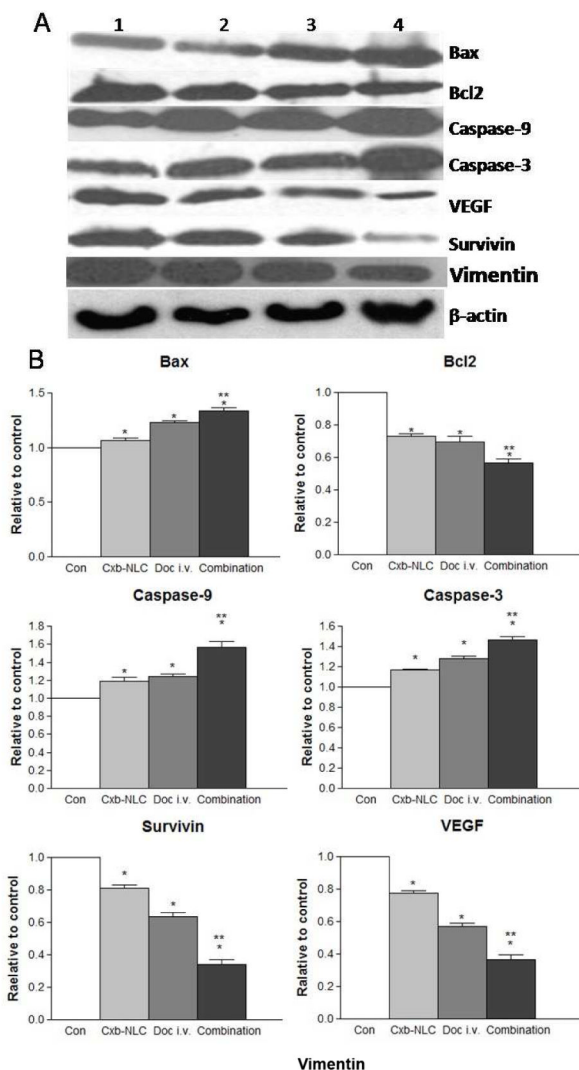 A 1 2 3 4
Bax
Bcl2
Caspase-9
Caspase-3
VEGF
Survivin
Vimentin
β-actin
B
Bax
Relative to control
1.5
1.0
0.5
0.0
Con Cxb-NLC Doc i.v. Combination
*
*
**
*
Bcl2
Relative to control
1.0
0.8
0.6
0.4
0.2
0.0
Con Cxb-NLC Doc i.v. Combination
*
*
**
*
Caspase-9
Relative to control
1.8
1.6
1.4
1.2
1.0
0.8
0.6
0.4
0.2
0.0
Con Cxb-NLC Doc i.v. Combination
*
*
**
*
Caspase-3
Relative to control
1.6
1.4
1.2
1.0
0.8
0.6
0.4
0.2
0.0
Con Cxb-NLC Doc i.v. Combination
*
*
**
*
Survivin
Raelative to control
1.0
0.8
0.6
0.4
0.2
0.0
Con Cxb-NLC Doc i.v. Combination
*
*
**
*
VEGF
Relative to control
1.0
0.8
0.6
0.4
0.2
0.0
Con Cxb-NLC Doc i.v. Combination
*
*
**
*
Vimentin